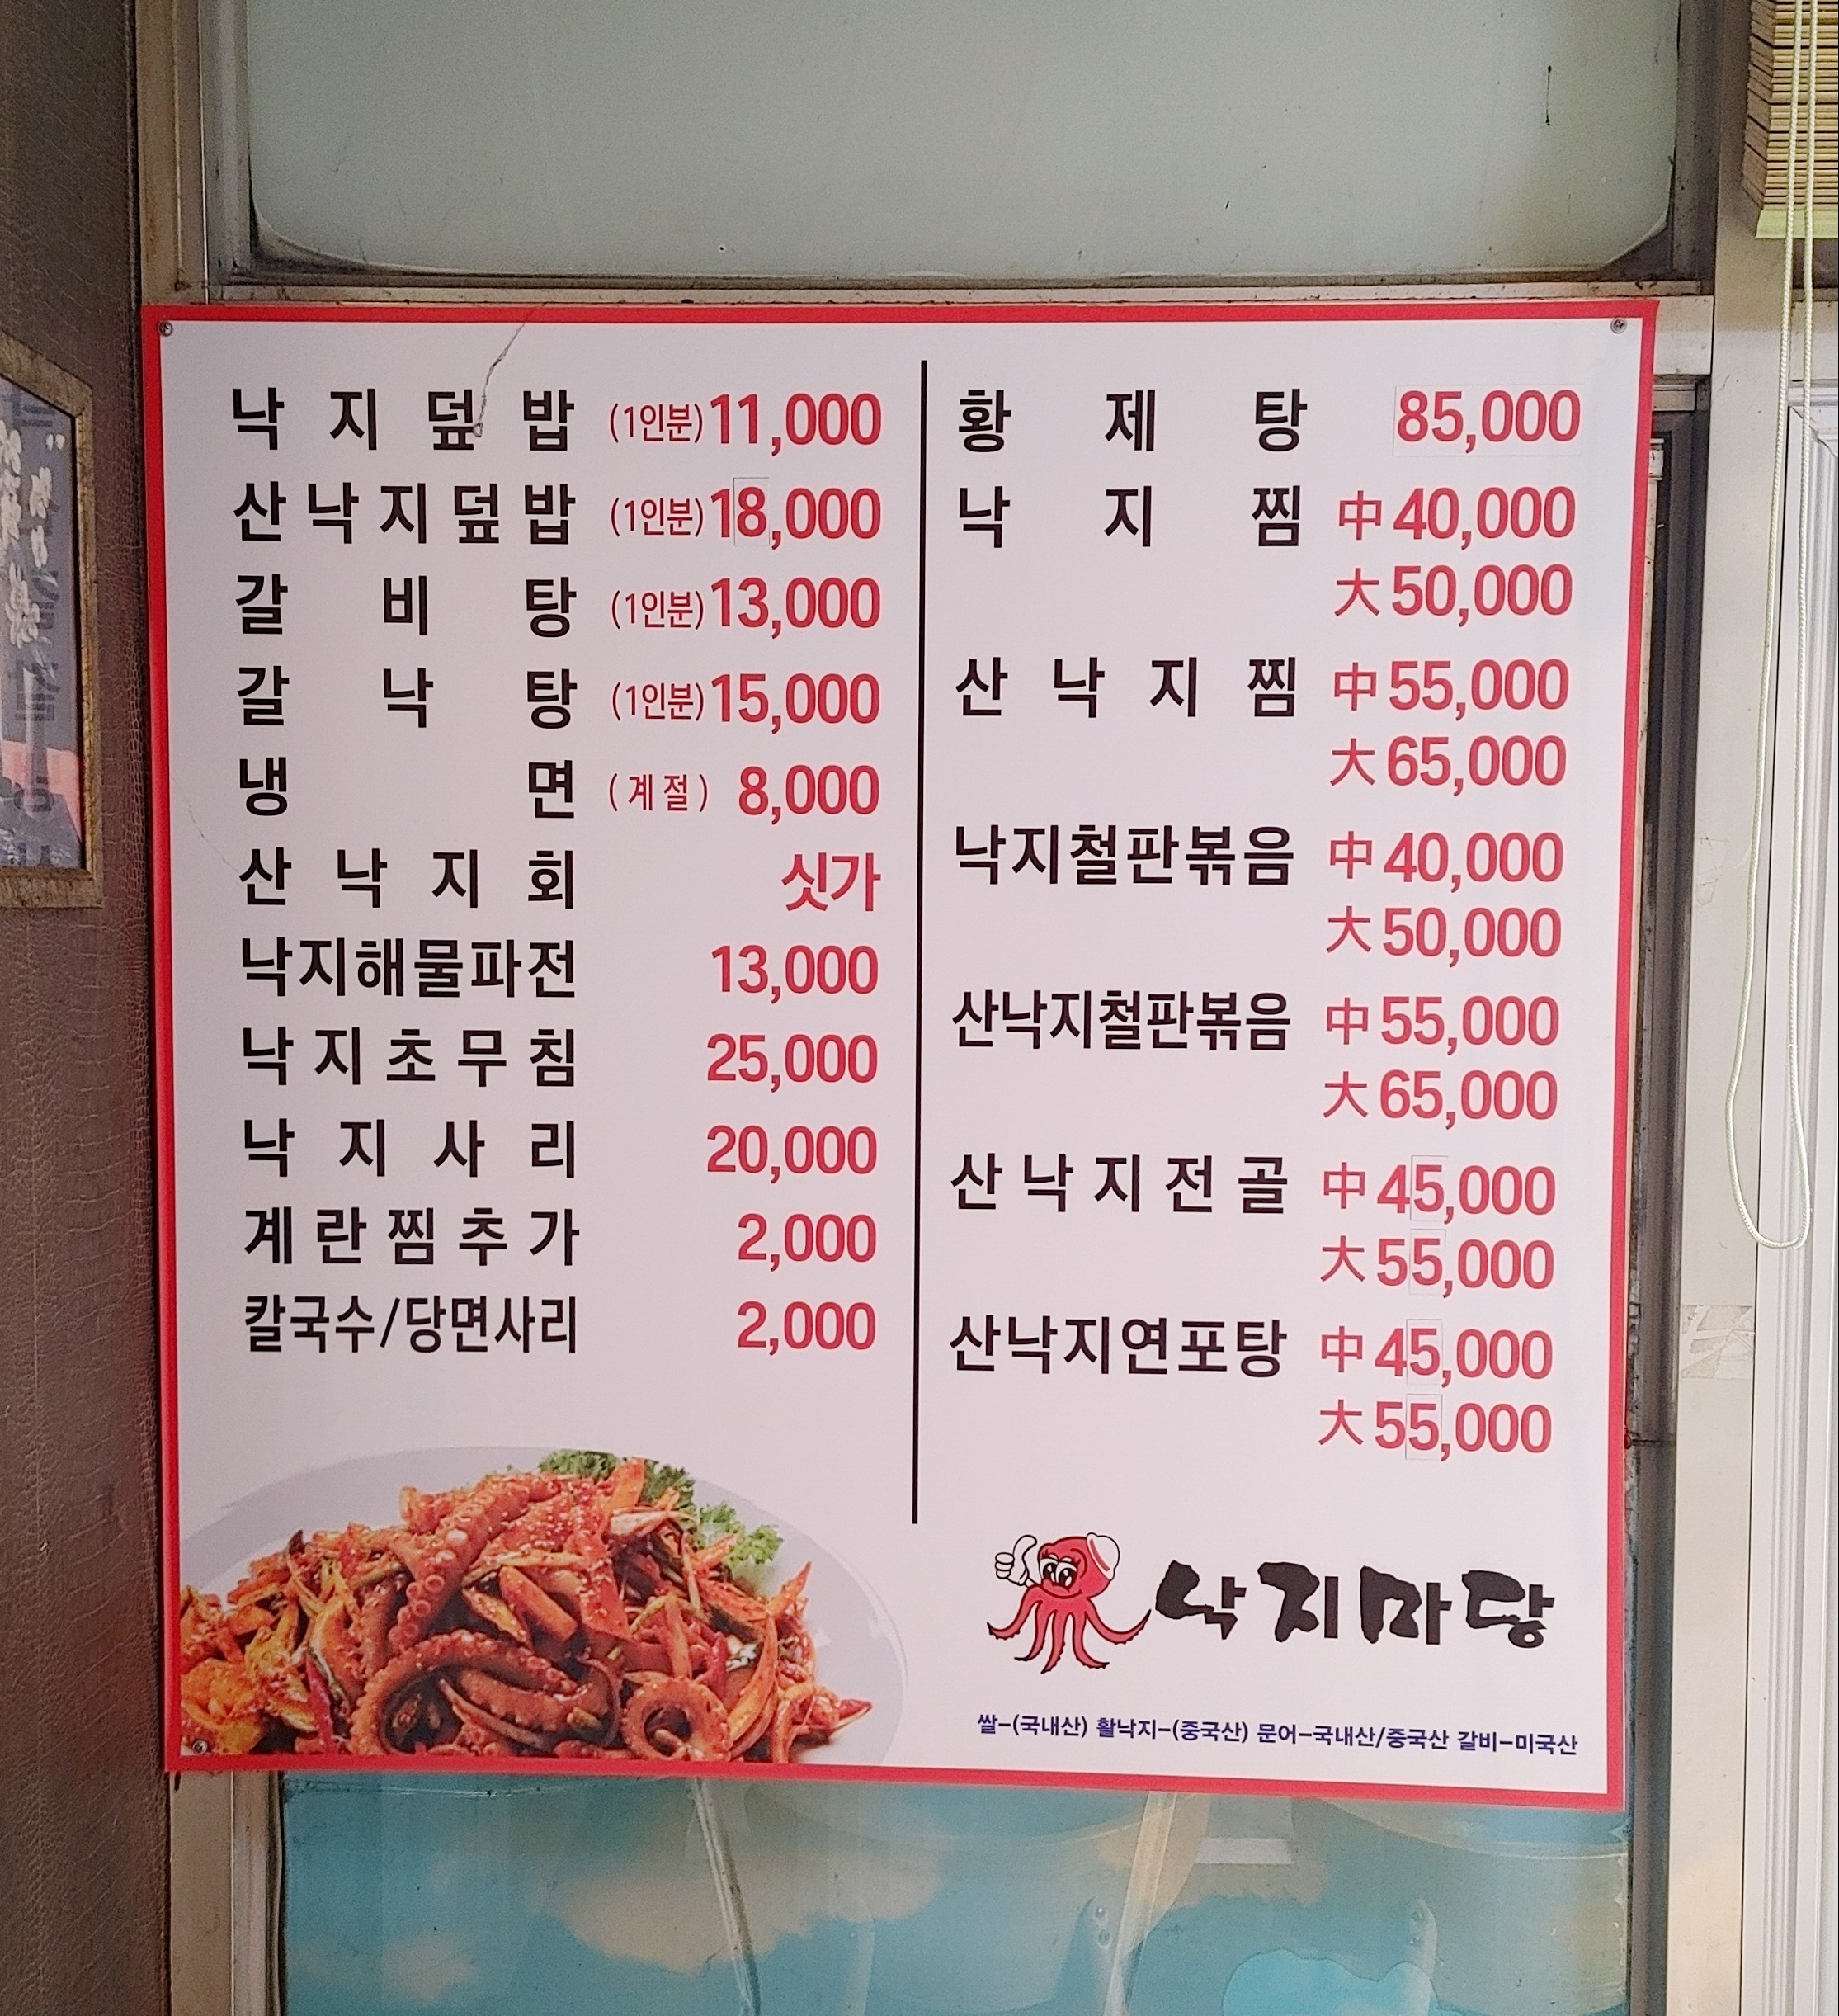 낙지덮밥 (1인분) 11,000
산낙지덮밥 (1인분) 18,000
갈비탕 (1인분) 13,000
갈낙탕 (1인분) 15,000
냉면 (계절) 8,000
산낙지회 싯가
낙지해물파전 13,000
낙지초무침 25,000
낙지사리 20,000
계란찜추가 2,000
칼국수/당면사리 2,000
황제탕 85,000
낙지찜 中 40,000
大 50,000
산낙지찜 中 55,000
大 65,000
낙지철판볶음 中 40,000
大 50,000
산낙지철판볶음 中 55,000
大 65,000
산낙지전골 中 45,000
大 55,000
산낙지연포탕 中 45,000
大 55,000
낙지마당
쌀-(국내산) 활낙지-(중국산) 문어-국내산/중국산 갈비-미국산